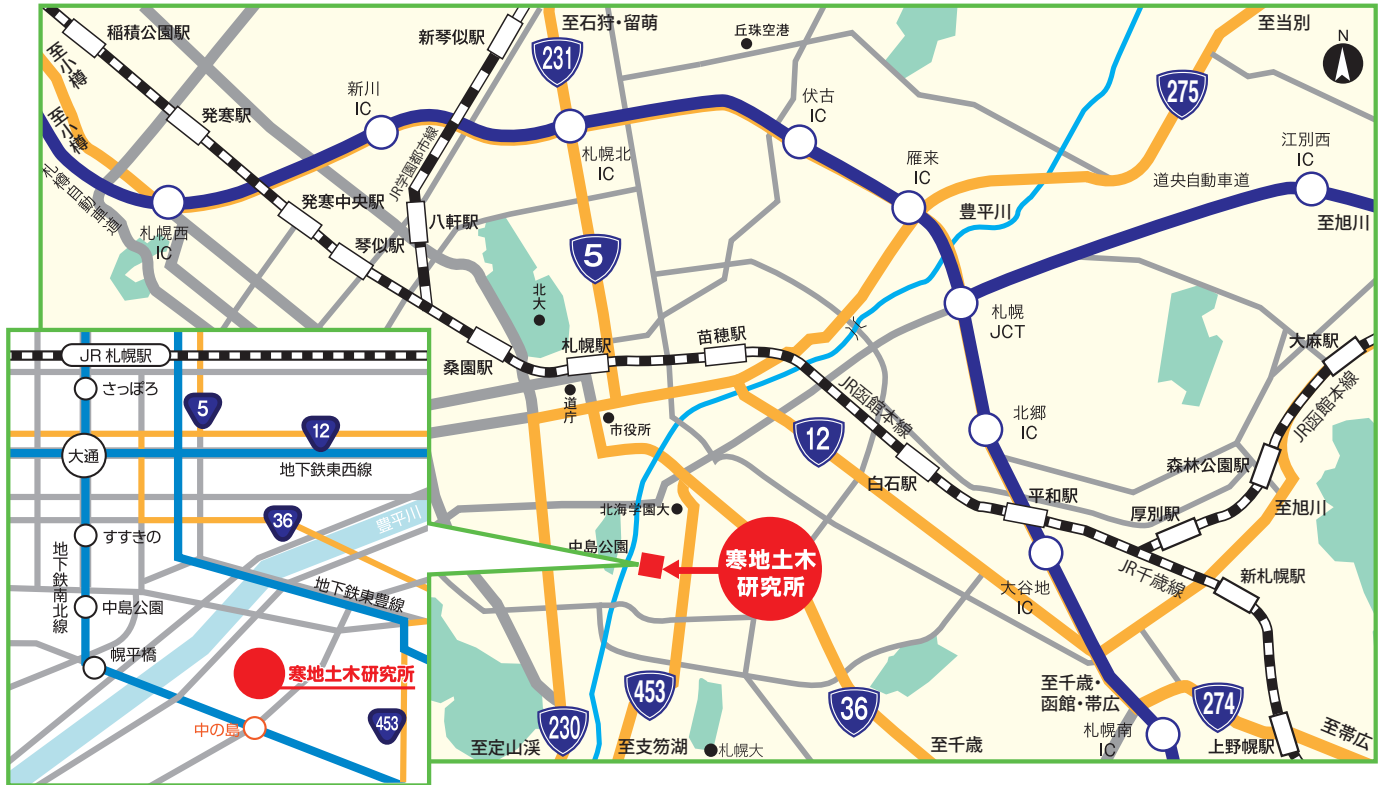 稲積公園駅
至小樽
至小樽
札樽自動車道
発寒駅
新川
IC
新琴似駅
至石狩・留萌
231
丘珠空港
至当別
N
275
伏古
IC
札幌北
IC
JR学園都市線
江別西
IC
雁来
IC
道央自動車道
豊平川
至旭川
発寒中央駅
八軒駅
琴似駅
札幌西
IC
5
北大
札幌
JCT
桑園駅
札幌駅
苗穂駅
大麻駅
JR函館本線
JR函館本線
道庁
市役所
12
北郷
IC
白石駅
森林公園駅
平和駅
厚別駅
至旭川
北海学園大
中島公園
寒地土木
研究所
大谷地
IC
JR千歳線
新札幌駅
453
36
230
274
至千歳・
函館・帯広
札幌南
IC
上野幌駅
至帯広
至定山渓
至支笏湖
札幌大
至千歳
JR 札幌駅
さっぽろ
5
12
大通
地下鉄東西線
36
豊平川
すすきの
地下鉄南北線
地下鉄東豊線
中島公園
幌平橋
寒地土木研究所
453
中の島